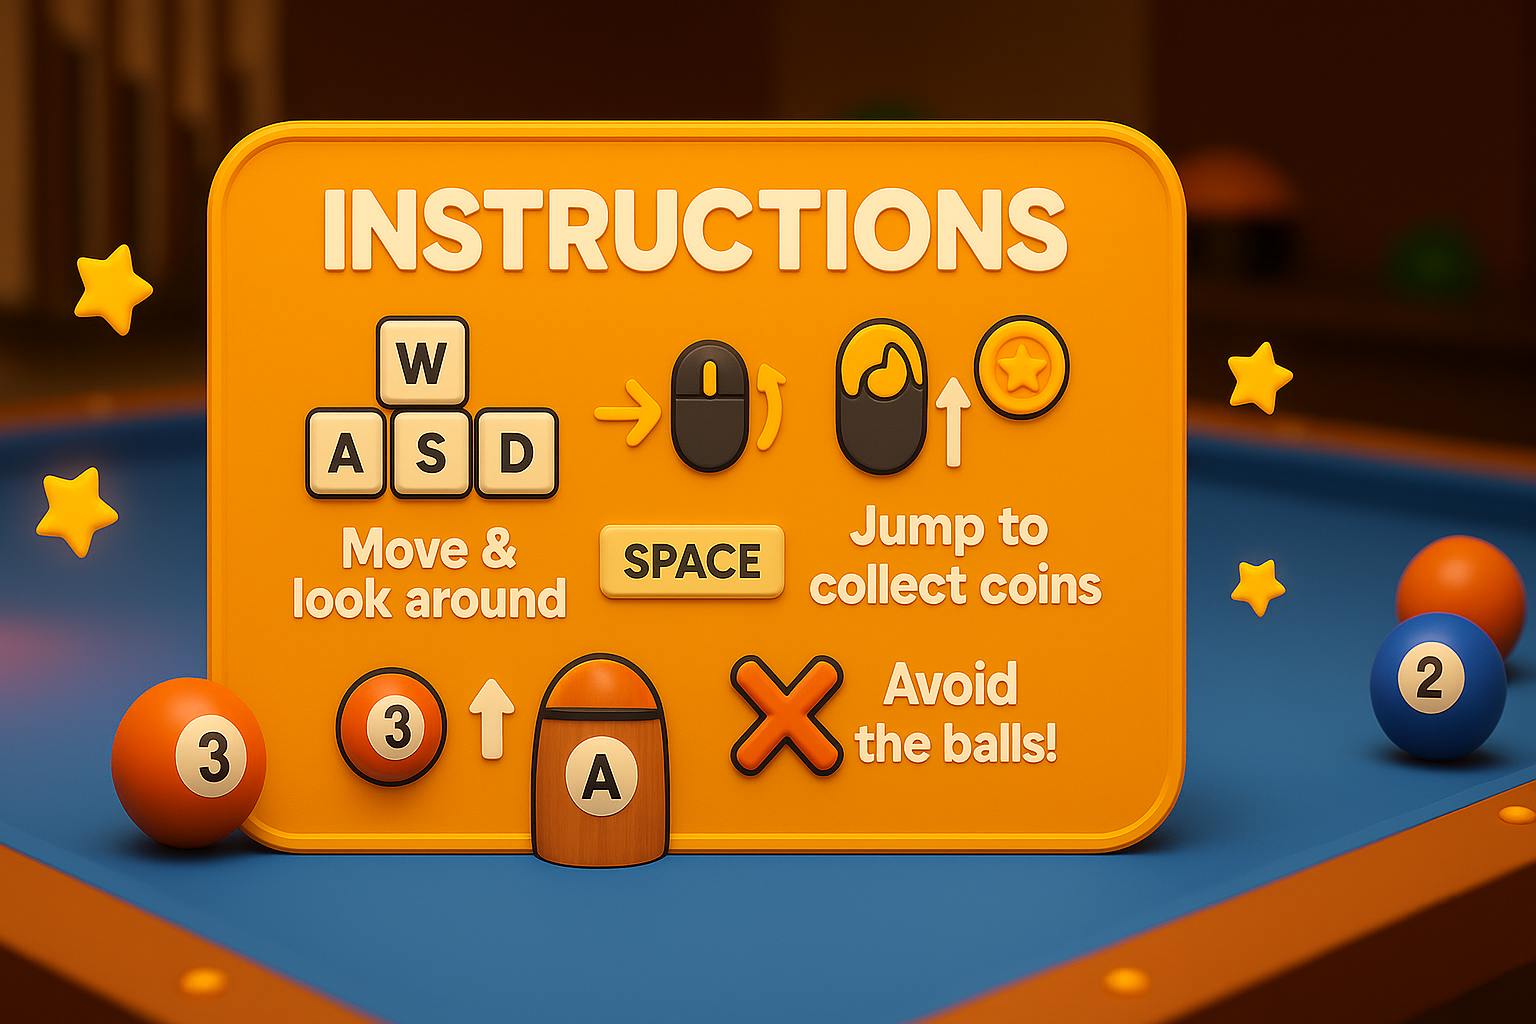 INSTRUCTIONS
W
A S D
Move &
look around
SPACE
Jump to
collect coins
3
A
Avoid
the balls!
3
2